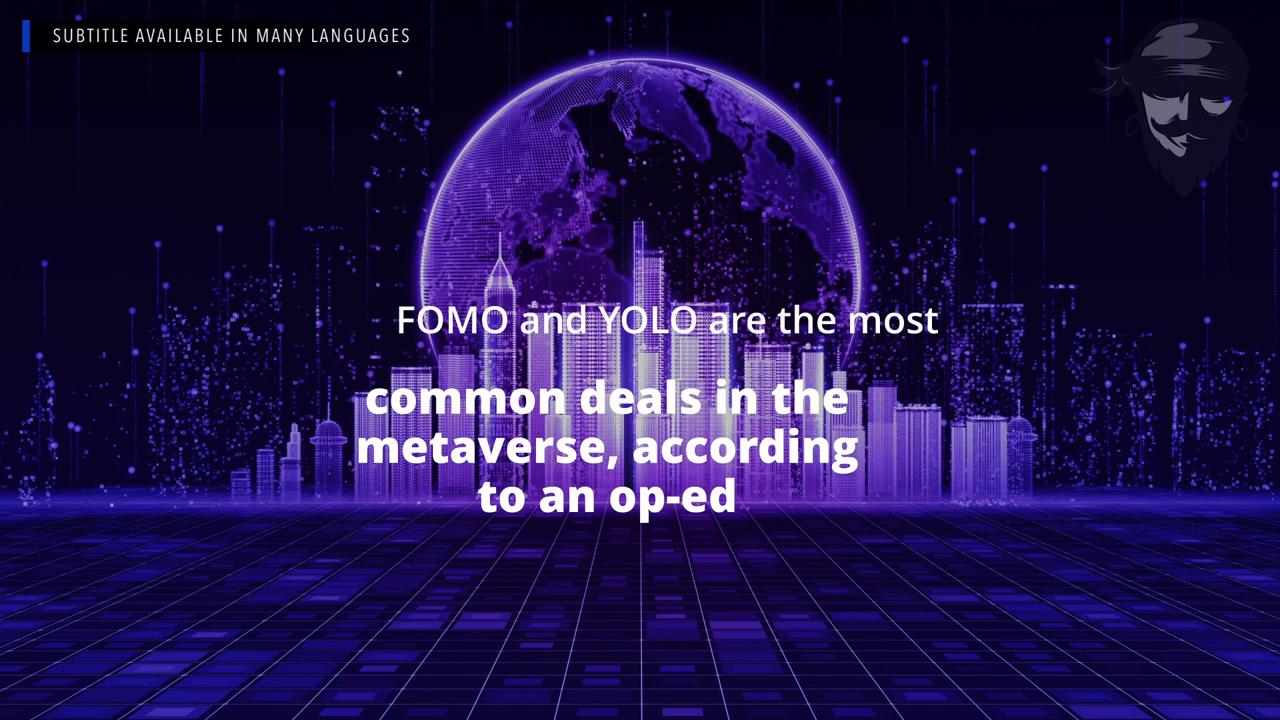 SUBTITLE AVAILABLE IN MANY LANGUAGES
FOMO and YOLO are the most
common deals in the
metaverse, according
to an op-ed